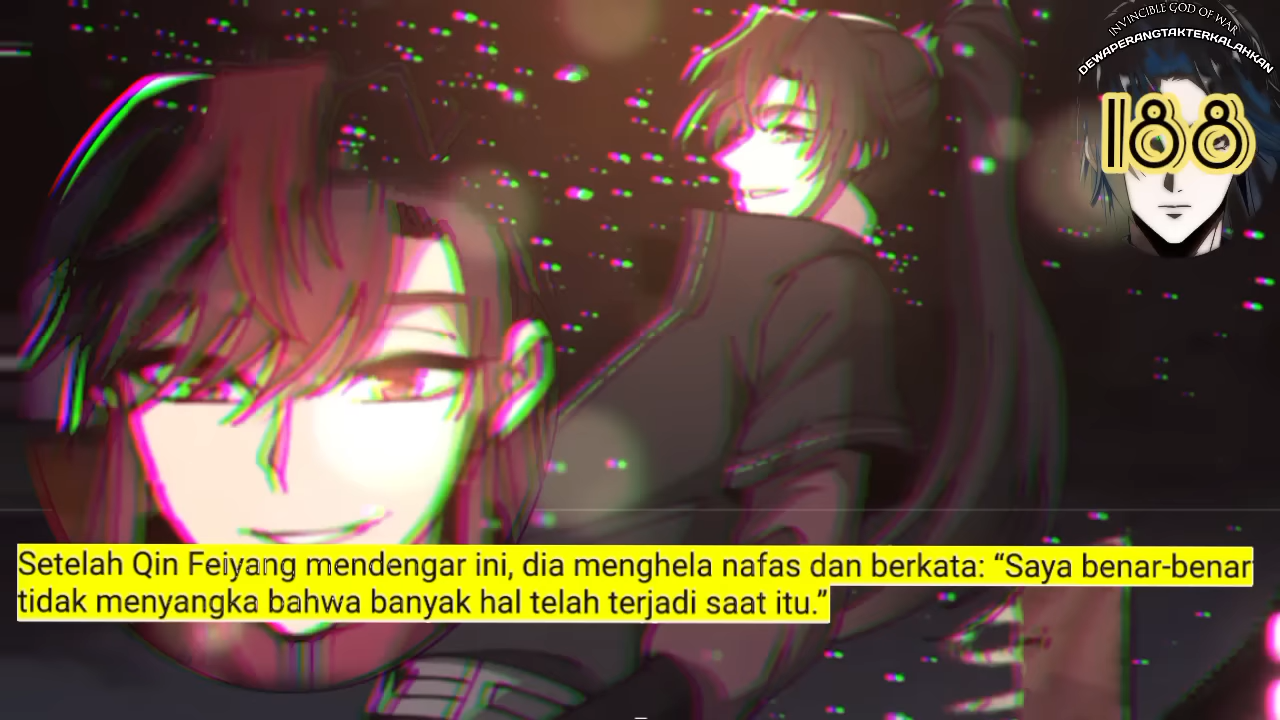 INVINCIBLE GOD OF WAR
DEWAPERANGTAKTERKALAHKAN
188
Setelah Qin Feiyang mendengar ini, dia menghela nafas dan berkata: “Saya benar-benar
tidak menyangka bahwa banyak hal telah terjadi saat itu.”